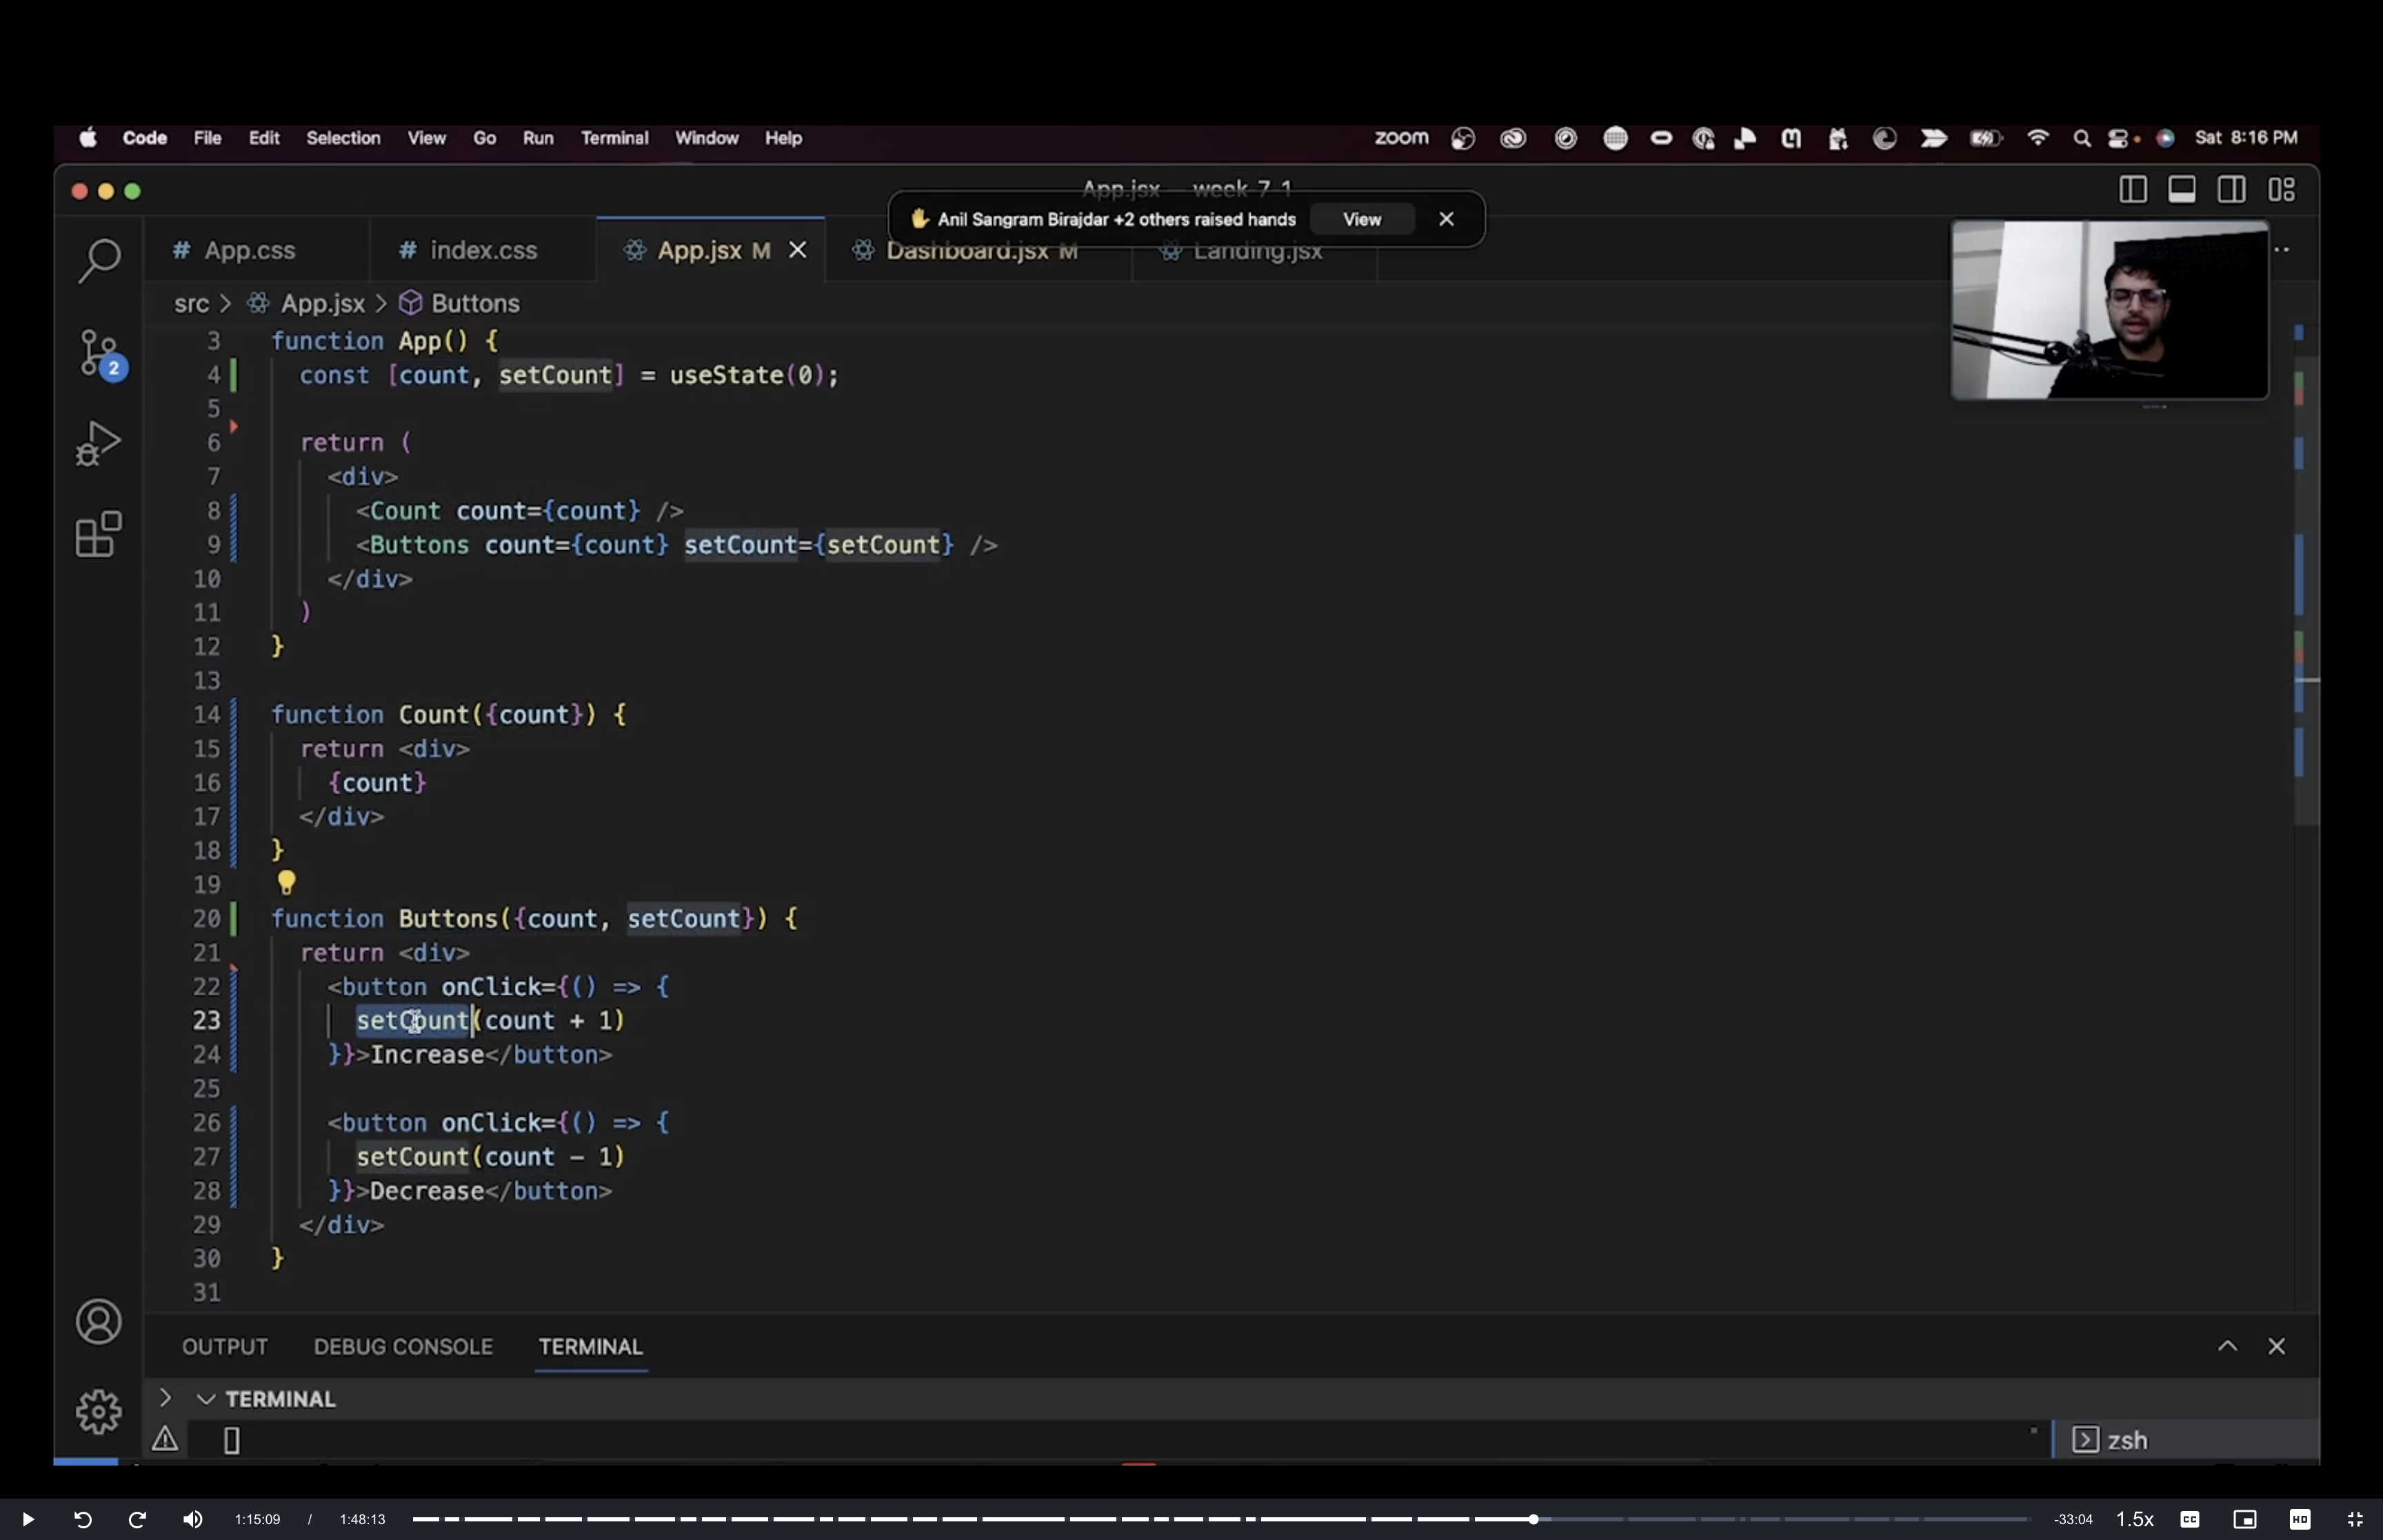 Code File Edit Selection View Go Run Terminal Window Help zoom Sat 8:16 PM
App.jsx — week-7-1
✋ Anil Sangram Birajdar +2 others raised hands View
# App.css # index.css App.jsx M Dashboard.jsx M Landing.jsx
src > App.jsx > Buttons
2
3 function App() {
4 const [count, setCount] = useState(0);
5
6 return (
7 <div>
8 <Count count={count} />
9 <Buttons count={count} setCount={setCount} />
10 </div>
11 )
12 }
13
14 function Count({count}) {
15 return <div>
16 {count}
17 </div>
18 }
19
20 function Buttons({count, setCount}) {
21 return <div>
22 <button onClick={() => {
23 setCount(count + 1)
24 }}>Increase</button>
25
26 <button onClick={() => {
27 setCount(count - 1)
28 }}>Decrease</button>
29 </div>
30 }
31
OUTPUT DEBUG CONSOLE TERMINAL
TERMINAL
zsh
1:15:09 / 1:48:13 -33:04 1.5x CC HD